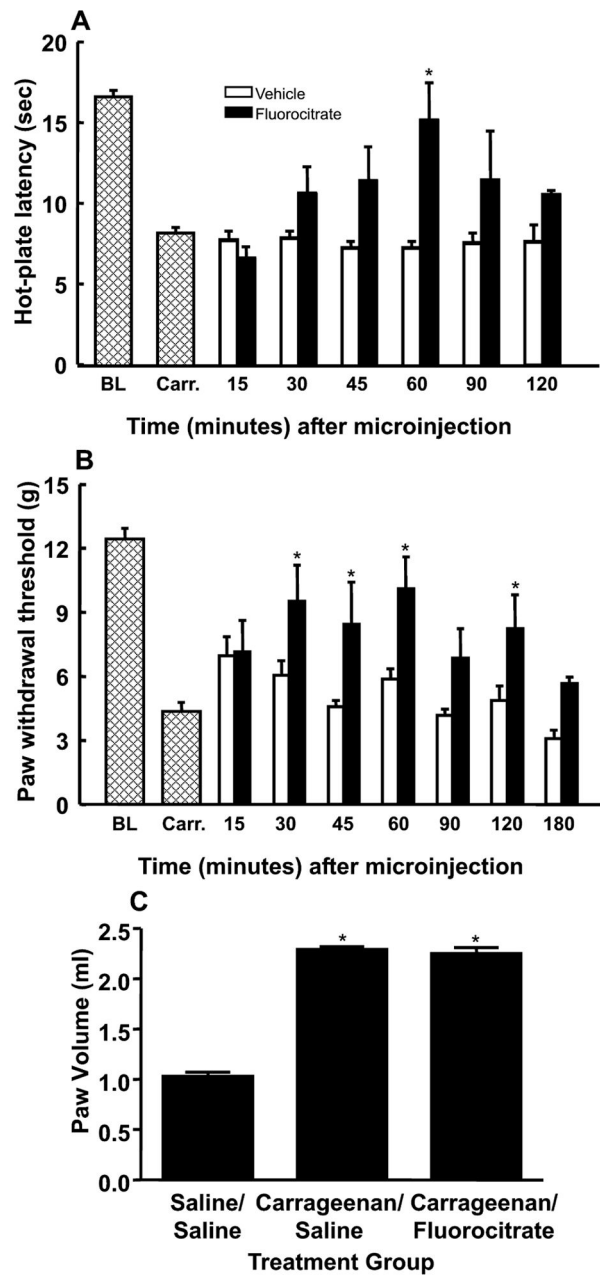 A
Hot-plate latency (sec)
20
15
10
5
0
Vehicle
Fluorocitrate
*
BL Carr. 15 30 45 60 90 120
Time (minutes) after microinjection
B
Paw withdrawal threshold (g)
15
12
9
6
3
0
* * * *
BL Carr. 15 30 45 60 90 120 180
Time (minutes) after microinjection
C
Paw Volume (ml)
2.5
2.0
1.5
1.0
0.5
0.0
* *
Saline/ Carrageenan/ Carrageenan/
Saline Saline Fluorocitrate
Treatment Group